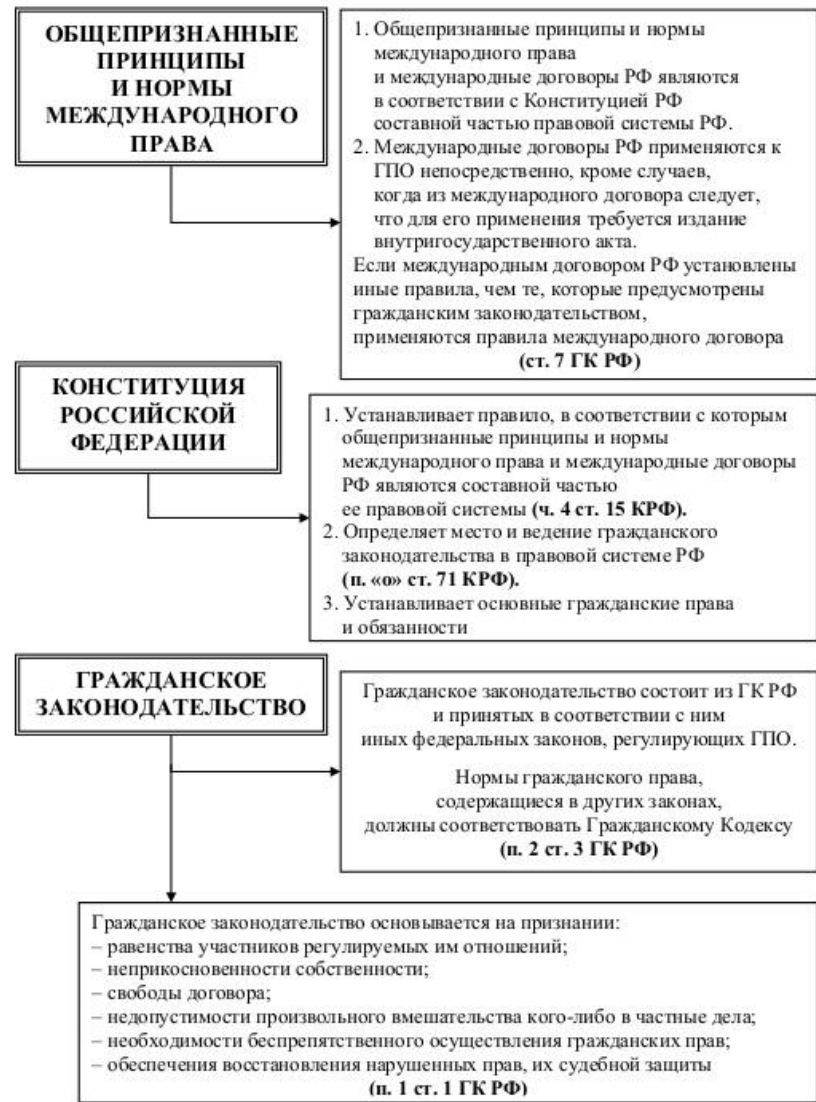 ОБЩЕПРИЗНАННЫЕ
ПРИНЦИПЫ
И НОРМЫ
МЕЖДУНАРОДНОГО
ПРАВА
1. Общепризнанные принципы и нормы
международного права
и международные договоры РФ являются
в соответствии с Конституцией РФ
составной частью правовой системы РФ.
2. Международные договоры РФ применяются к
ГПО непосредственно, кроме случаев,
когда из международного договора следует,
что для его применения требуется издание
внутригосударственного акта.
Если международным договором РФ установлены
иные правила, чем те, которые предусмотрены
гражданским законодательством,
применяются правила международного договора
(ст. 7 ГК РФ)
КОНСТИТУЦИЯ
РОССИЙСКОЙ
ФЕДЕРАЦИИ
1. Устанавливает правило, в соответствии с которым
общепризнанные принципы и нормы
международного права и международные договоры
РФ являются составной частью
ее правовой системы (ч. 4 ст. 15 КРФ).
2. Определяет место и ведение гражданского
законодательства в правовой системе РФ
(п. «о» ст. 71 КРФ).
3. Устанавливает основные гражданские права
и обязанности
ГРАЖДАНСКОЕ
ЗАКОНОДАТЕЛЬСТВО
Гражданское законодательство состоит из ГК РФ
и принятых в соответствии с ним
иных федеральных законов, регулирующих ГПО.
Нормы гражданского права,
содержащиеся в других законах,
должны соответствовать Гражданскому Кодексу
(п. 2 ст. 3 ГК РФ)
Гражданское законодательство основывается на признании:
– равенства участников регулируемых им отношений;
– неприкосновенности собственности;
– свободы договора;
– недопустимости произвольного вмешательства кого-либо в частные дела;
– необходимости беспрепятственного осуществления гражданских прав;
– обеспечения восстановления нарушенных прав, их судебной защиты
(п. 1 ст. 1 ГК РФ)